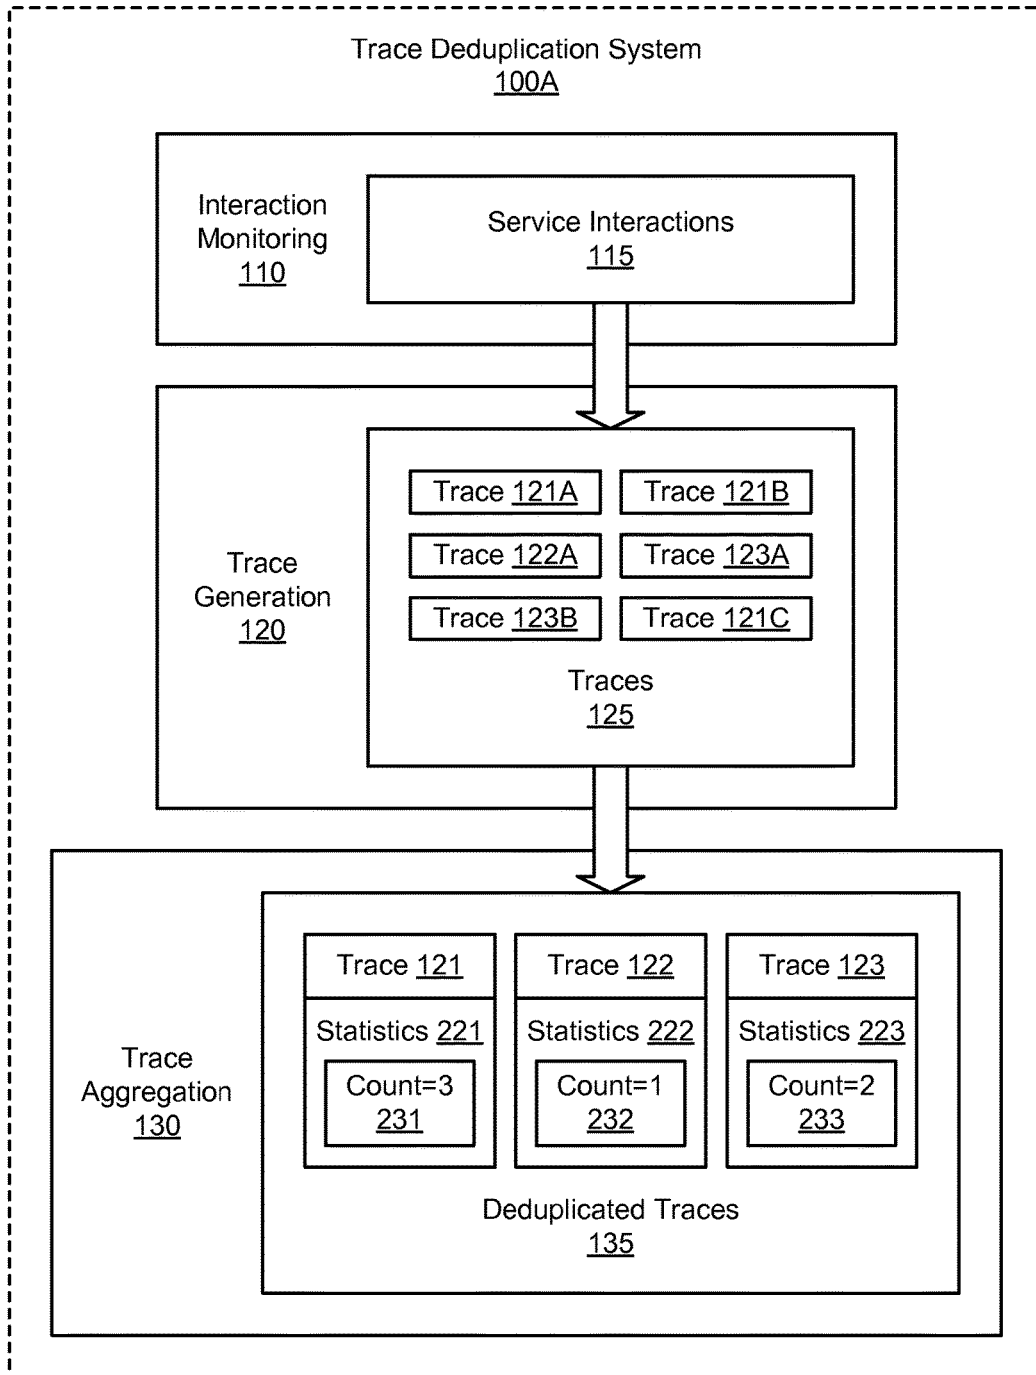 Trace Deduplication System
100A
Interaction
Monitoring
110
Service Interactions
115
Trace
Generation
120
Trace 121A
Trace 121B
Trace 122A
Trace 123A
Trace 123B
Trace 121C
Traces
125
Trace
Aggregation
130
Trace 121
Statistics 221
Count=3
231
Trace 122
Statistics 222
Count=1
232
Trace 123
Statistics 223
Count=2
233
Deduplicated Traces
135